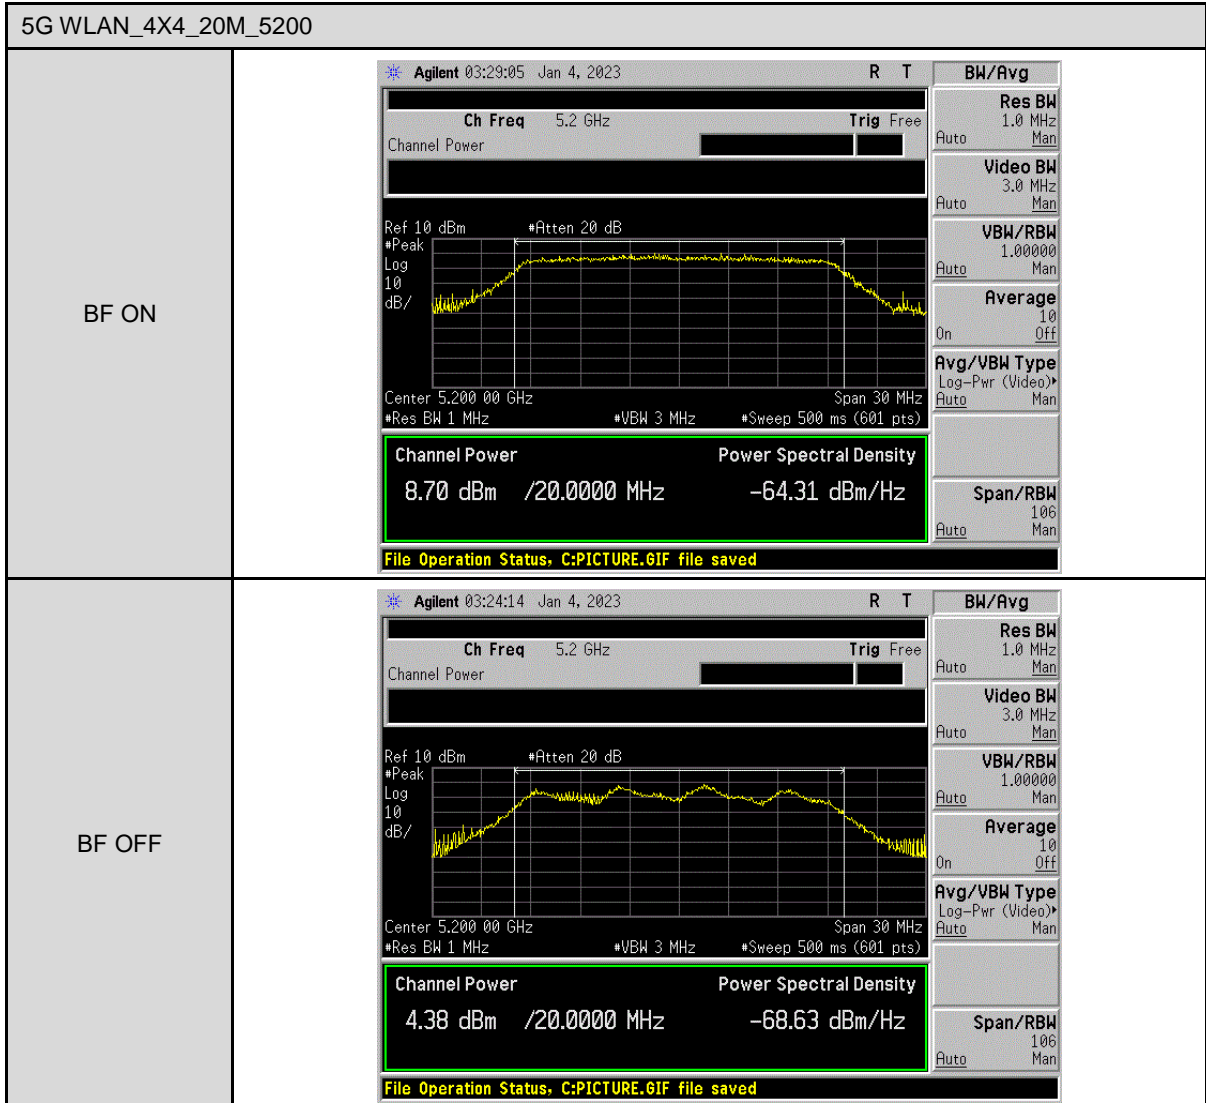 5G WLAN_4X4_20M_5200
BF ON
Agilent 03:29:05 Jan 4, 2023 R T
BW/Avg
Ch Freq 5.2 GHz Trig Free
Channel Power
Res BW
1.0 MHz
Auto Man
Video BW
3.0 MHz
Auto Man
VBW/RBW
1.00000
Auto Man
Average
10
On Off
Avg/VBW Type
Log-Pwr (Video)▸
Auto Man
Span/RBW
106
Auto Man
Ref 10 dBm #Atten 20 dB
#Peak
Log
10
dB/
Center 5.200 00 GHz Span 30 MHz
#Res BW 1 MHz #VBW 3 MHz #Sweep 500 ms (601 pts)
Channel Power Power Spectral Density
8.70 dBm /20.0000 MHz -64.31 dBm/Hz
File Operation Status, C:PICTURE.GIF file saved
BF OFF
Agilent 03:24:14 Jan 4, 2023 R T
BW/Avg
Ch Freq 5.2 GHz Trig Free
Channel Power
Res BW
1.0 MHz
Auto Man
Video BW
3.0 MHz
Auto Man
VBW/RBW
1.00000
Auto Man
Average
10
On Off
Avg/VBW Type
Log-Pwr (Video)▸
Auto Man
Span/RBW
106
Auto Man
Ref 10 dBm #Atten 20 dB
#Peak
Log
10
dB/
Center 5.200 00 GHz Span 30 MHz
#Res BW 1 MHz #VBW 3 MHz #Sweep 500 ms (601 pts)
Channel Power Power Spectral Density
4.38 dBm /20.0000 MHz -68.63 dBm/Hz
File Operation Status, C:PICTURE.GIF file saved